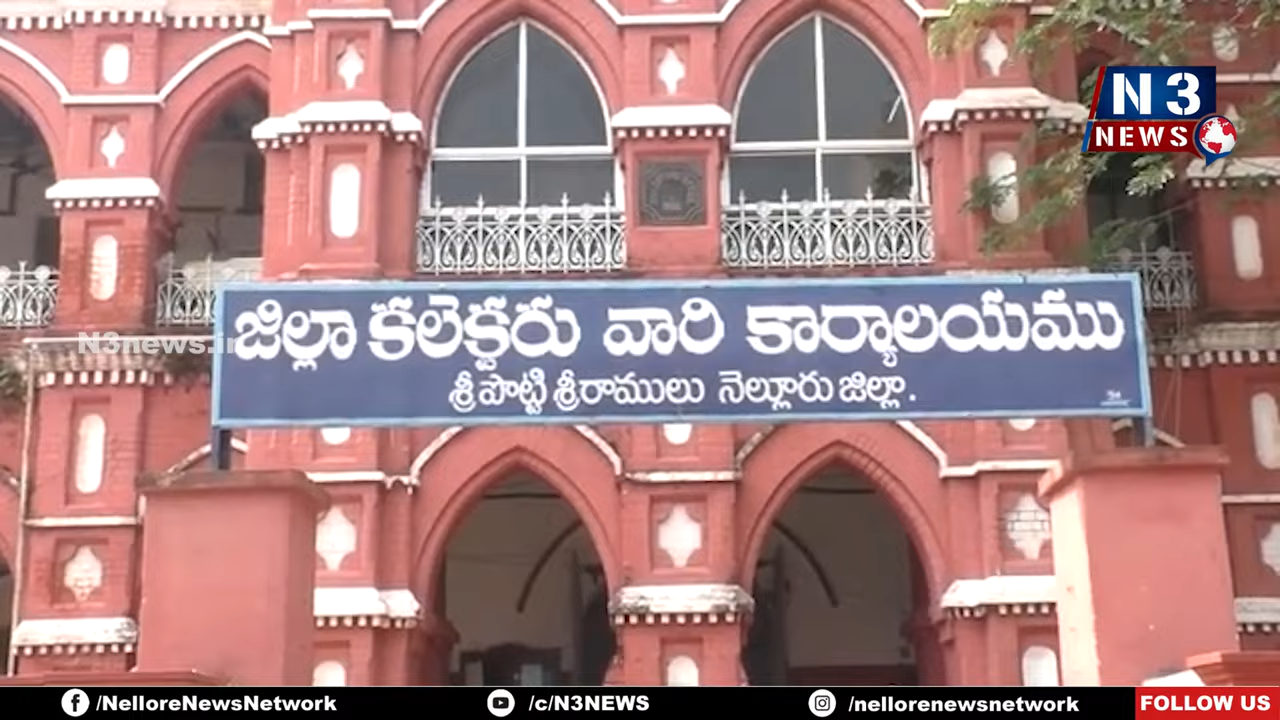 N3
NEWS
జిల్లా కలెక్టరు వారి కార్యాలయము
N3news.in
శ్రీ పొట్టి శ్రీరాములు నెల్లూరు జిల్లా.
/NelloreNewsNetwork /c/N3NEWS /nellorenewsnetwork FOLLOW US